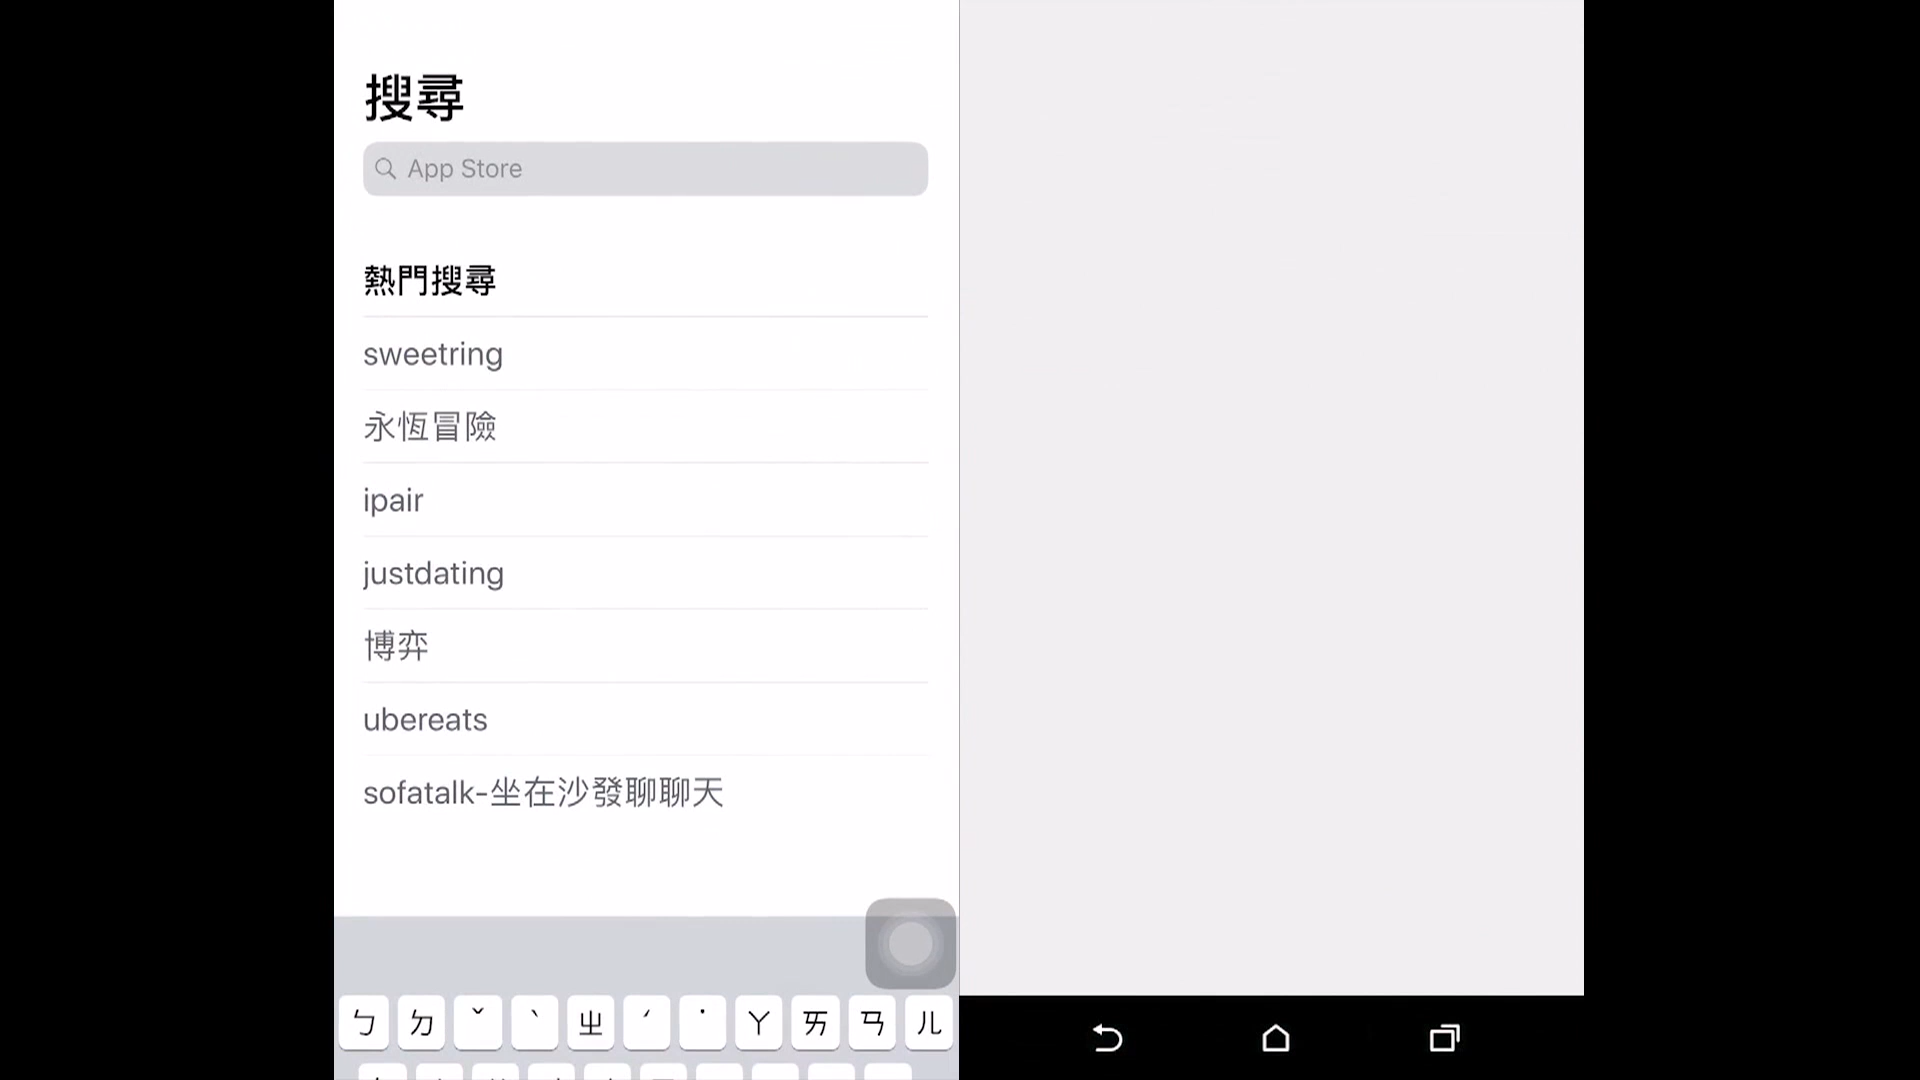 搜尋
App Store
熱門搜尋
sweetring
永恆冒險
ipair
justdating
博弈
ubereats
sofatalk-坐在沙發聊聊天
ㄅ ㄉ ˇ ˋ ㄓ ˊ ˙ ㄚ ㄞ ㄢ ㄦ